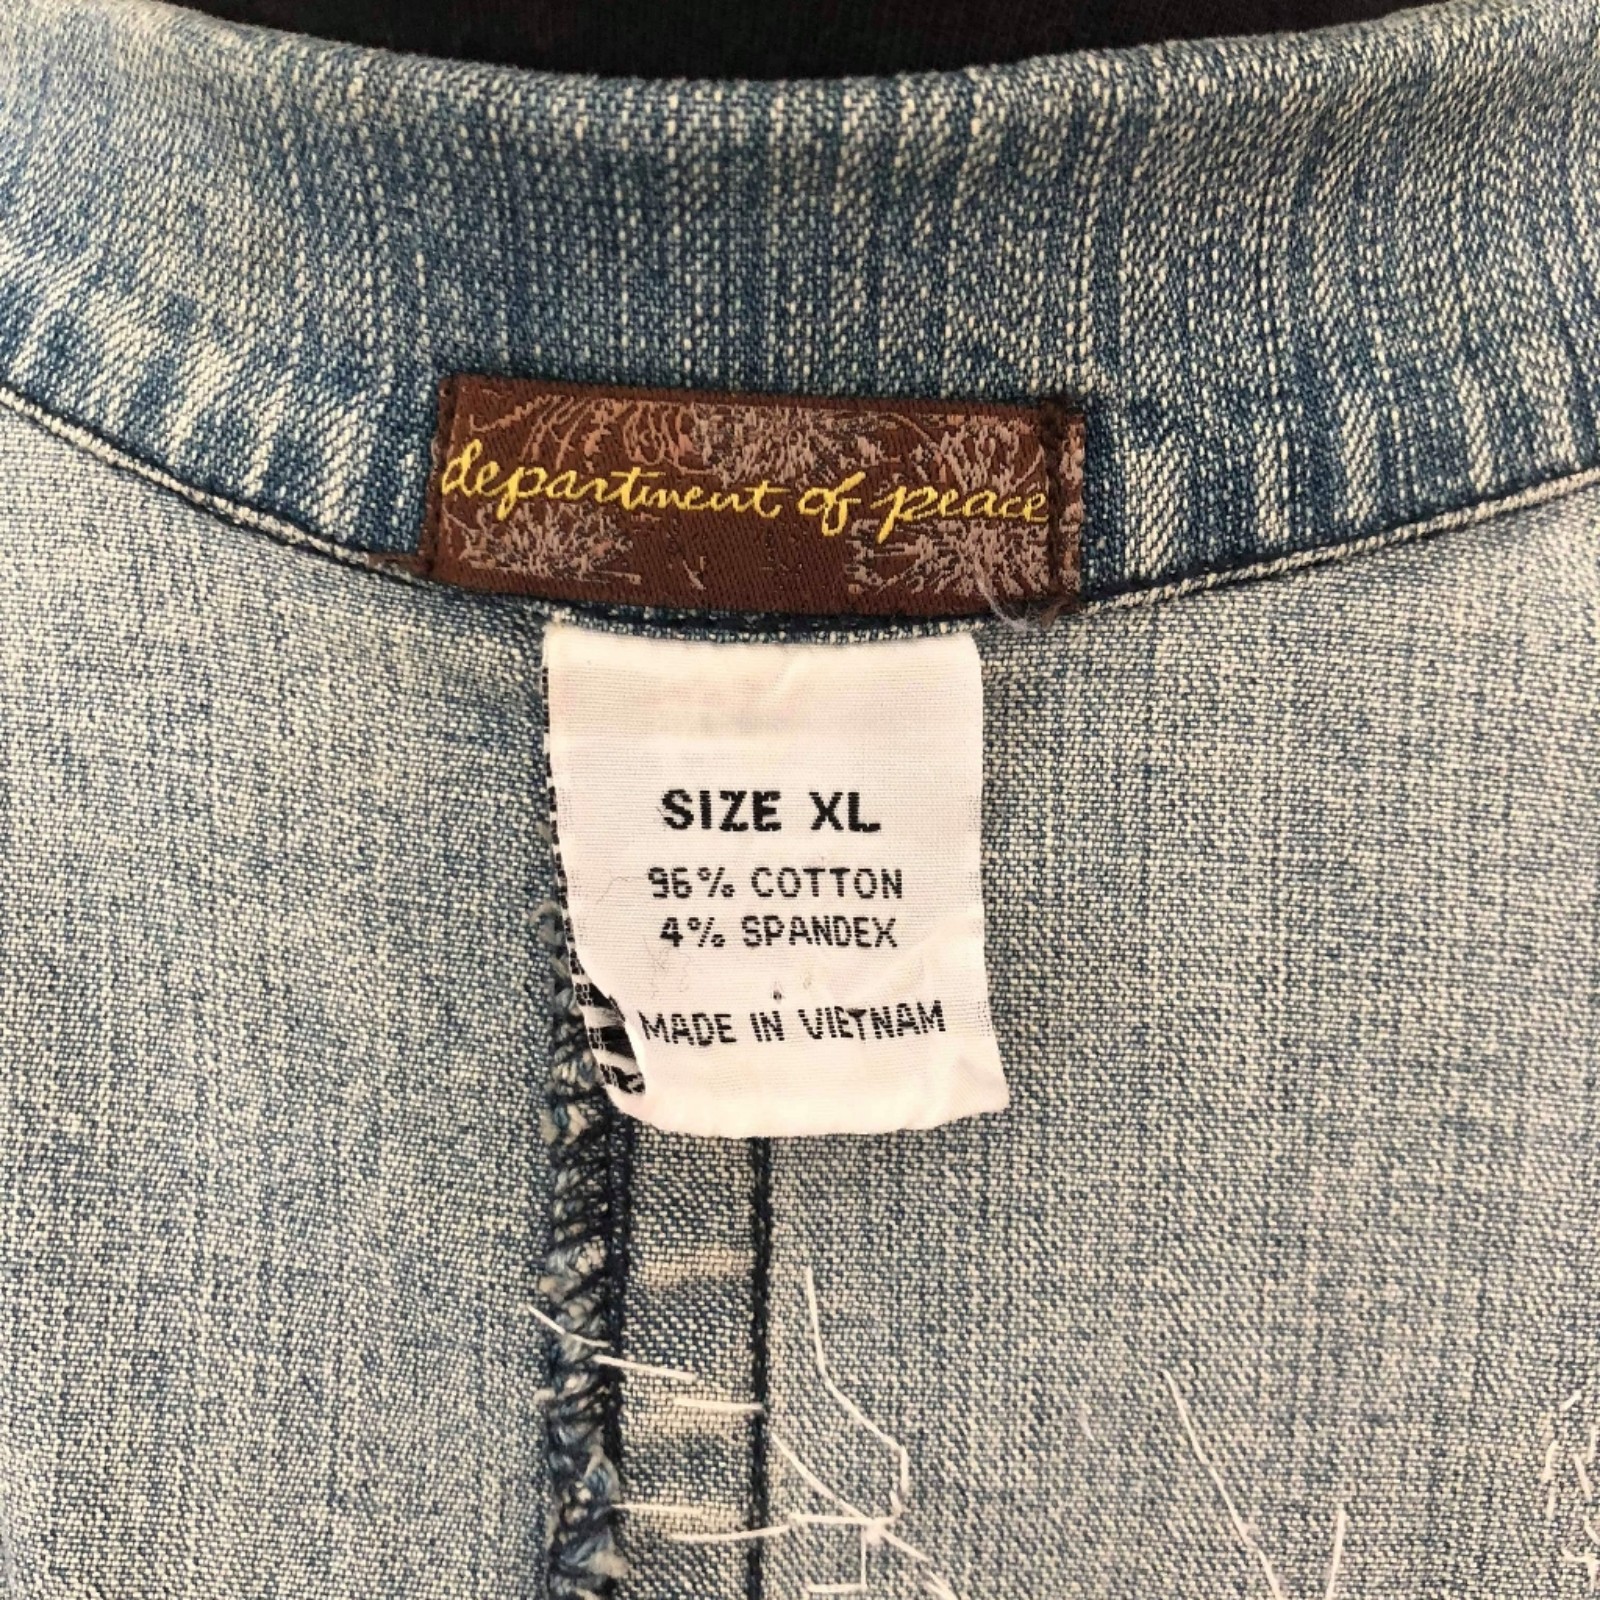 department of peace
SIZE XL
96% COTTON
4% SPANDEX
MADE IN VIETNAM